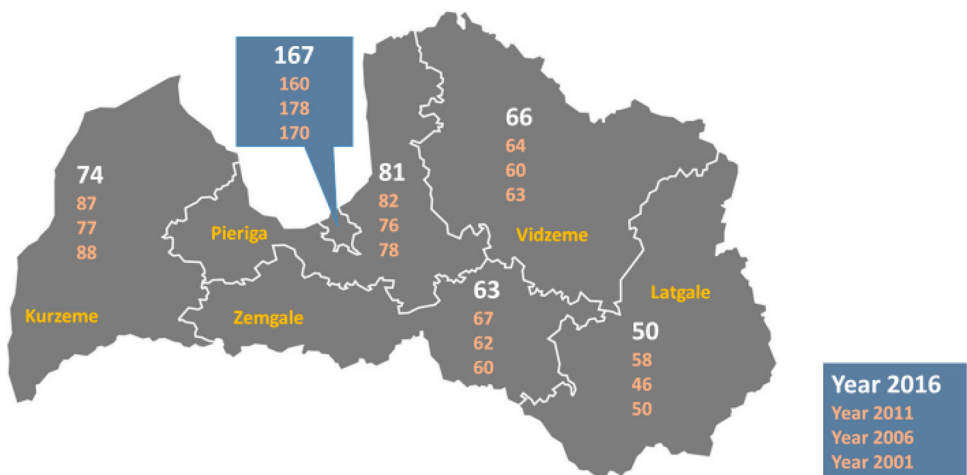 167
160
178
170
66
64
60
63
74
87
77
88
81
82
76
78
Pieriga
Vidzeme
Kurzeme
Zemgale
63
67
62
60
Latgale
50
58
46
50
Year 2016
Year 2011
Year 2006
Year 2001